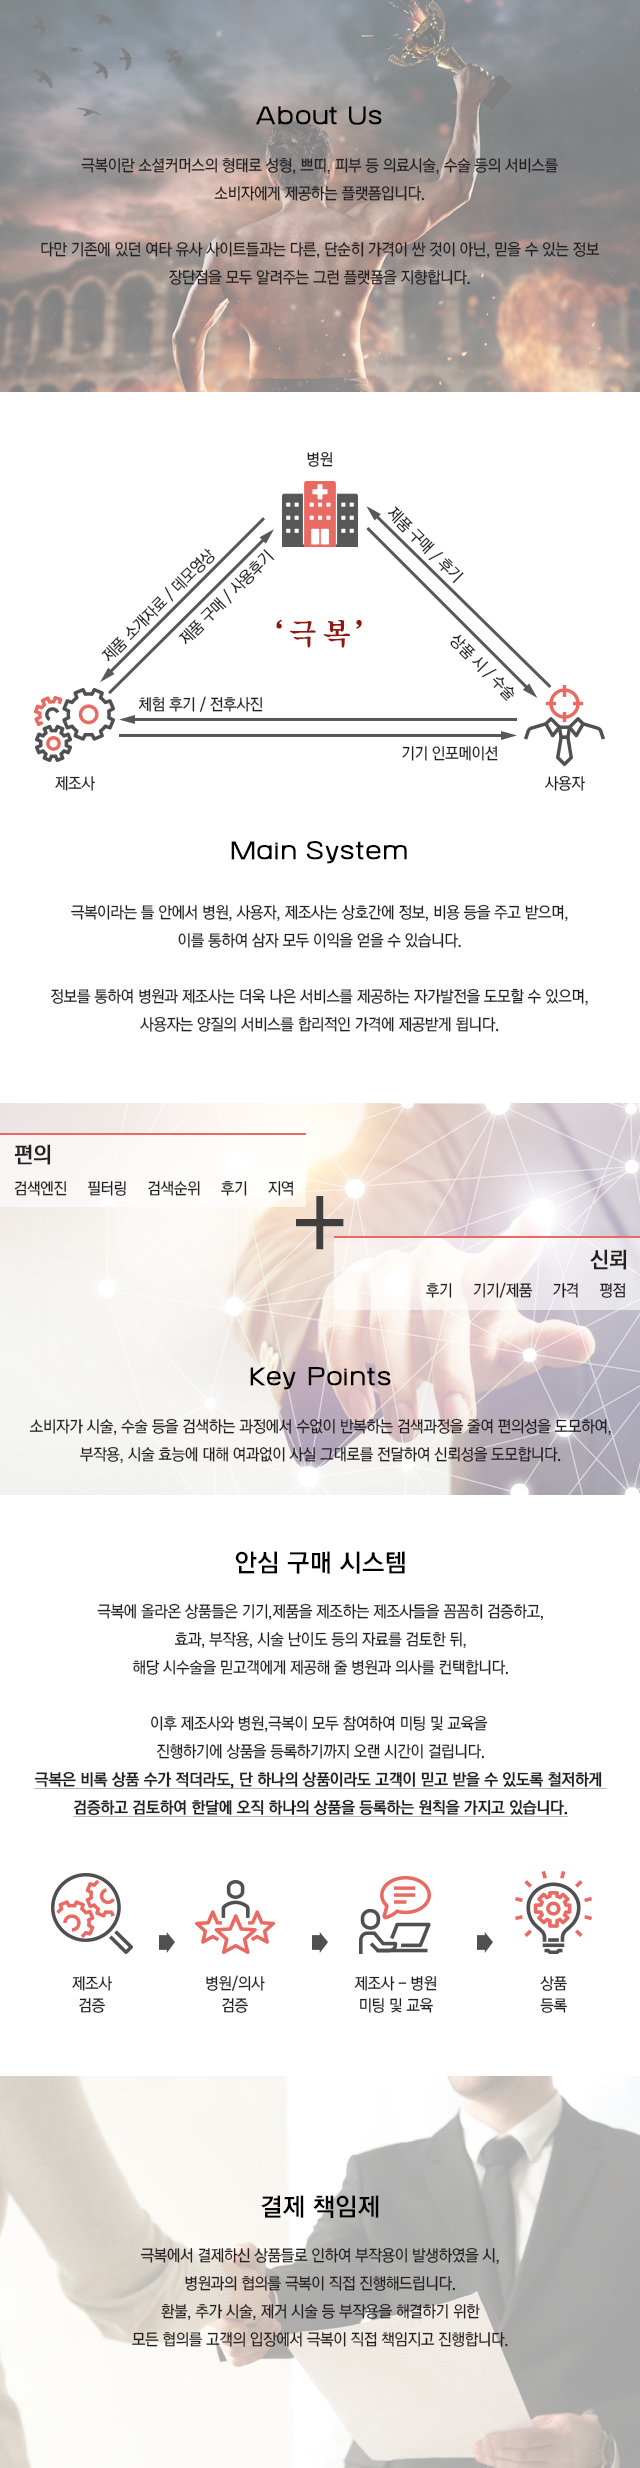 About Us
극복이란 소셜커머스의 형태로 성형, 쁘띠, 피부 등 의료시술, 수술 등의 서비스를
소비자에게 제공하는 플랫폼입니다.
다만 기존에 있던 여타 유사 사이트들과는 다른, 단순히 가격이 싼 것이 아닌, 믿을 수 있는 정보
장단점을 모두 알려주는 그런 플랫폼을 지향합니다.
병원
제품 소개자료 / 데모영상
제품 구매 / 사용후기
제품 구매 / 후기
상품 시 / 수술
‘극복’
체험 후기 / 전후사진
기기 인포메이션
제조사
사용자
Main System
극복이라는 틀 안에서 병원, 사용자, 제조사는 상호간에 정보, 비용 등을 주고 받으며,
이를 통하여 삼자 모두 이익을 얻을 수 있습니다.
정보를 통하여 병원과 제조사는 더욱 나은 서비스를 제공하는 자가발전을 도모할 수 있으며,
사용자는 양질의 서비스를 합리적인 가격에 제공받게 됩니다.
편의
검색엔진 필터링 검색순위 후기 지역
+
신뢰
후기 기기/제품 가격 평점
Key Points
소비자가 시술, 수술 등을 검색하는 과정에서 수없이 반복하는 검색과정을 줄여 편의성을 도모하여,
부작용, 시술 효능에 대해 여과없이 사실 그대로를 전달하여 신뢰성을 도모합니다.
안심 구매 시스템
극복에 올라온 상품들은 기기,제품을 제조하는 제조사들을 꼼꼼히 검증하고,
효과, 부작용, 시술 난이도 등의 자료를 검토한 뒤,
해당 시수술을 믿고객에게 제공해 줄 병원과 의사를 컨택합니다.
이후 제조사와 병원,극복이 모두 참여하여 미팅 및 교육을
진행하기에 상품을 등록하기까지 오랜 시간이 걸립니다.
극복은 비록 상품 수가 적더라도, 단 하나의 상품이라도 고객이 믿고 받을 수 있도록 철저하게
검증하고 검토하여 한달에 오직 하나의 상품을 등록하는 원칙을 가지고 있습니다.
제조사
검증
병원/의사
검증
제조사 – 병원
미팅 및 교육
상품
등록
결제 책임제
극복에서 결제하신 상품들로 인하여 부작용이 발생하였을 시,
병원과의 협의를 극복이 직접 진행해드립니다.
환불, 추가 시술, 제거 시술 등 부작용을 해결하기 위한
모든 협의를 고객의 입장에서 극복이 직접 책임지고 진행합니다.